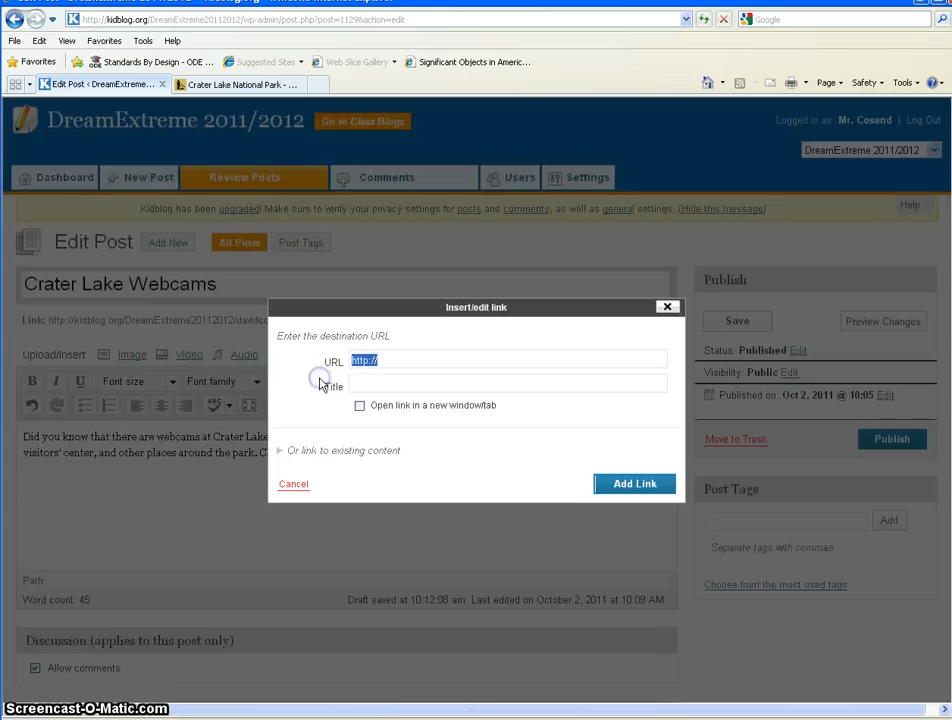 http://kidblog.org/DreamExtreme20112012/wp-admin/post.php?post=1129&action=edit
Google
File Edit View Favorites Tools Help
Favorites Standards By Design - ODE ... Suggested Sites Web Slice Gallery Significant Objects in Americ...
Edit Post < DreamExtreme... Crater Lake National Park - ... Page Safety Tools
DreamExtreme 2011/2012 Go to Class Blogs
Logged in as Mr. Cosand | Log Out
DreamExtreme 2011/2012
Dashboard New Post Review Posts Comments Users Settings
Kidblog has been upgraded! Make sure to verify your privacy settings for posts and comments, as well as general settings. (Hide this message)
Help
Edit Post Add New All Posts Post Tags
Crater Lake Webcams
Link: http://kidblog.org/DreamExtreme20112012/davidco
Upload/Insert Image Video Audio
B I U Font size Font family
ABC
Did you know that there are webcams at Crater Lake
visitors' center, and other places around the park. C
Path:
Word count: 45 Draft saved at 10:12:08 am. Last edited on October 2, 2011 at 10:09 AM
Discussion (applies to this post only)
Allow comments.
Insert/edit link
Enter the destination URL
URL http://
Title
Open link in a new window/tab
Or link to existing content
Cancel Add Link
Publish
Save Preview Changes
Status: Published Edit
Visibility: Public Edit
Published on: Oct 2, 2011 @ 10:05 Edit
Move to Trash Publish
Post Tags
Add
Separate tags with commas
Choose from the most used tags
Screencast-O-Matic.com